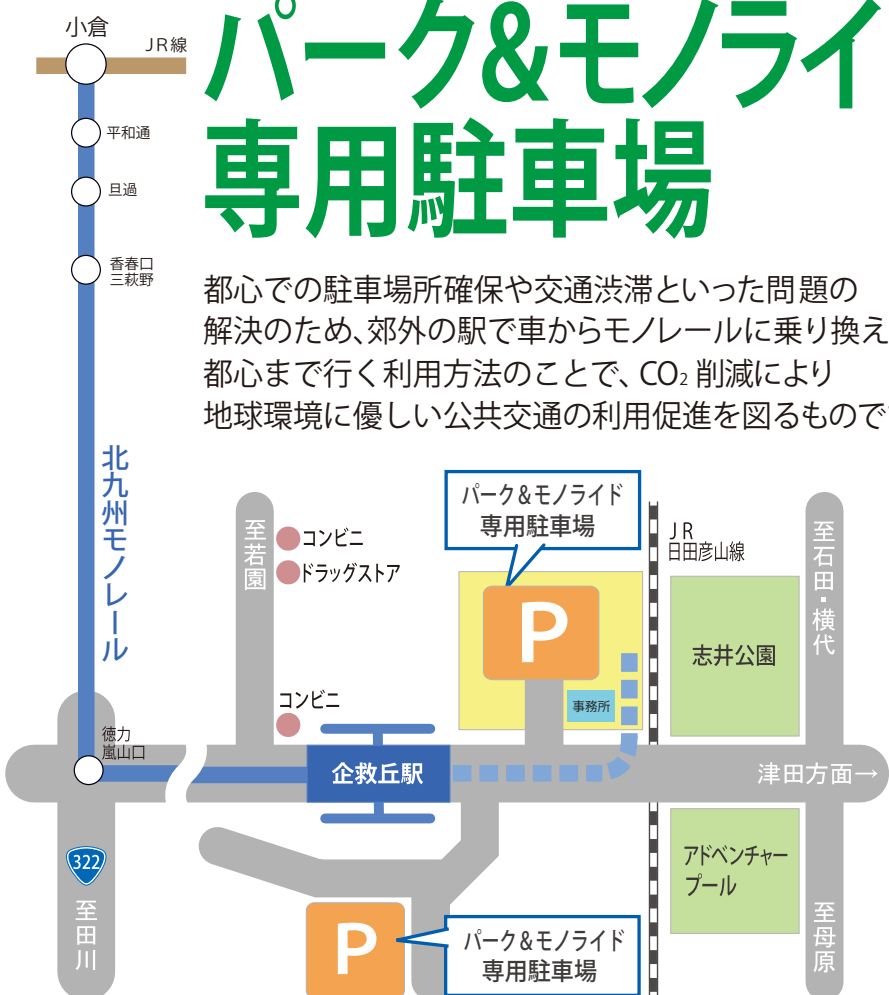 小倉
JR線
パーク&モノライ
専用駐車場
平和通
旦過
香春口
三萩野
都心での駐車場所確保や交通渋滞といった問題の
解決のため、郊外の駅で車からモノレールに乗り換え
都心まで行く利用方法のことで、CO₂ 削減により
地球環境に優しい公共交通の利用促進を図るもので
北九州モノレール
至若園
コンビニ
ドラッグストア
パーク&モノライド
専用駐車場
JR
日田彦山線
至石田・横代
P
志井公園
コンビニ
事務所
徳力
嵐山口
企救丘駅
津田方面→
322
至田川
アドベンチャー
プール
至母原
P
パーク&モノライド
専用駐車場